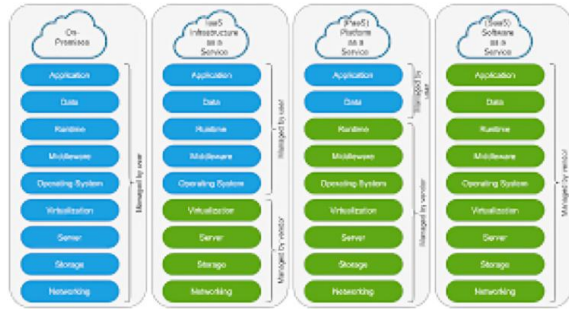 On-
Premises
Application
Data
Runtime
Middleware
Operating System
Virtualization
Server
Storage
Networking
Managed by user
IaaS
Infrastructure
as a
Service
Application
Data
Runtime
Middleware
Operating System
Virtualization
Server
Storage
Networking
Managed by user
Managed by vendor
(PaaS)
Platform
as a
Service
Application
Data
Runtime
Middleware
Operating System
Virtualization
Server
Storage
Networking
Managed by
user
Managed by vendor
(SaaS)
Software
as a
Service
Application
Data
Runtime
Middleware
Operating System
Virtualization
Server
Storage
Networking
Managed by vendor